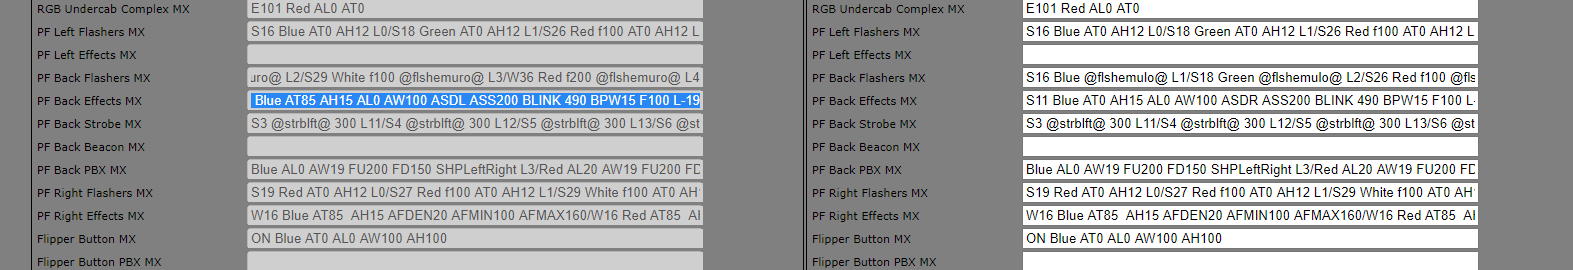 RGB Undercab Complex MX E101 Red AL0 AT0 RGB Undercab Complex MX E101 Red AL0 AT0
PF Left Flashers MX S16 Blue AT0 AH12 L0/S18 Green AT0 AH12 L1/S26 Red f100 AT0 AH12 L PF Left Flashers MX S16 Blue AT0 AH12 L0/S18 Green AT0 AH12 L1/S26 Red f100 AT0 AH12 L
PF Left Effects MX PF Left Effects MX
PF Back Flashers MX uro@ L2/S29 White f100 @flshemuro@ L3/W36 Red f200 @flshemuro@ L4 PF Back Flashers MX S16 Blue @flshemulo@ L1/S18 Green @flshemulo@ L2/S26 Red f100 @fls
PF Back Effects MX Blue AT85 AH15 AL0 AW100 ASDL ASS200 BLINK 490 BPW15 F100 L-19 PF Back Effects MX S11 Blue AT0 AH15 AL0 AW100 ASDR ASS200 BLINK 490 BPW15 F100 L-
PF Back Strobe MX S3 @strblft@ 300 L11/S4 @strblft@ 300 L12/S5 @strblft@ 300 L13/S6 @st PF Back Strobe MX S3 @strblft@ 300 L11/S4 @strblft@ 300 L12/S5 @strblft@ 300 L13/S6 @st
PF Back Beacon MX PF Back Beacon MX
PF Back PBX MX Blue AL0 AW19 FU200 FD150 SHPLeftRight L3/Red AL20 AW19 FU200 FD PF Back PBX MX Blue AL0 AW19 FU200 FD150 SHPLeftRight L3/Red AL20 AW19 FU200 FD
PF Right Flashers MX S19 Red AT0 AH12 L0/S27 Red f100 AT0 AH12 L1/S29 White f100 AT0 AH PF Right Flashers MX S19 Red AT0 AH12 L0/S27 Red f100 AT0 AH12 L1/S29 White f100 AT0 AH
PF Right Effects MX W16 Blue AT85 AH15 AFDEN20 AFMIN100 AFMAX160/W16 Red AT85 AI PF Right Effects MX W16 Blue AT85 AH15 AFDEN20 AFMIN100 AFMAX160/W16 Red AT85 AI
Flipper Button MX ON Blue AT0 AL0 AW100 AH100 Flipper Button MX ON Blue AT0 AL0 AW100 AH100
Flipper Button PBX MX Flipper Button PBX MX